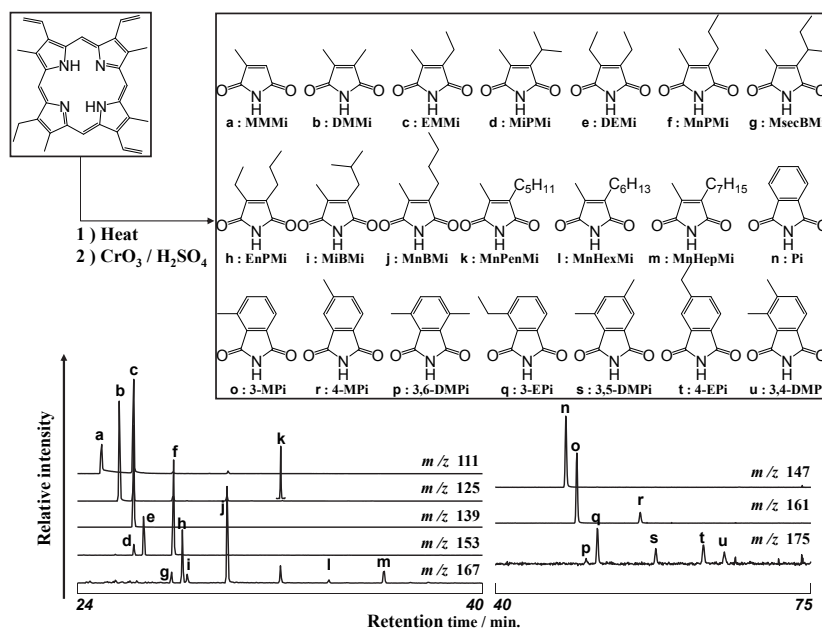 NH N
N HN
a : MMMi b : DMMi c : EMMi d : MiPMi e : DEMi f : MnPMi g : MsecBMi
C5H11 C6H13 C7H15
h : EnPMi i : MiBMi j : MnBMi k : MnPenMi l : MnHexMi m : MnHepMi n : Pi
1 ) Heat
2 ) CrO3 / H2SO4
o : 3-MPi r : 4-MPi p : 3,6-DMPi q : 3-EPi s : 3,5-DMPi t : 4-EPi u : 3,4-DMPi
Relative intensity
a b c d e f g h i j k l m
m/z 111
m/z 125
m/z 139
m/z 153
m/z 167
n o p q r s t u
m/z 147
m/z 161
m/z 175
24 40 40 75
Retention time / min.